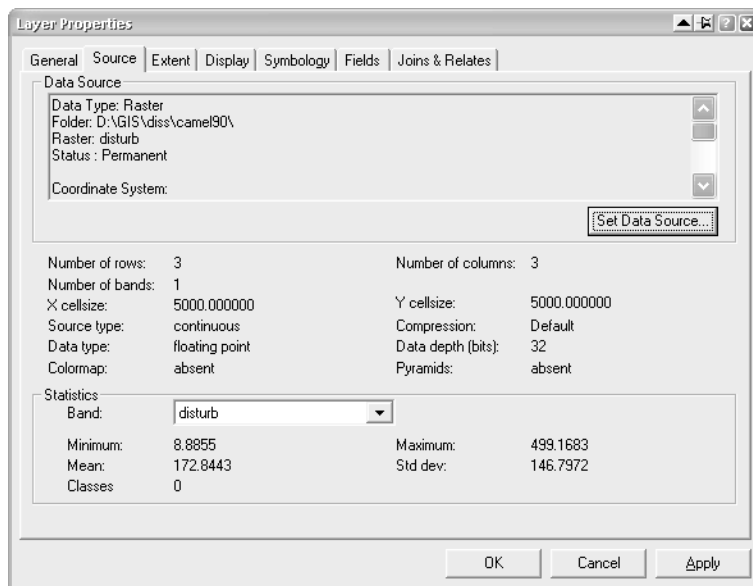 Layer Properties
General Source Extent Display Symbology Fields Joins & Relates
Data Source
Data Type: Raster
Folder: D:\GIS\diss\camel90\
Raster: disturb
Status : Permanent
Coordinate System:
Set Data Source...
Number of rows: 3 Number of columns: 3
Number of bands: 1
X cellsize: 5000.000000 Y cellsize: 5000.000000
Source type: continuous Compression: Default
Data type: floating point Data depth (bits): 32
Colormap: absent Pyramids: absent
Statistics
Band: disturb
Minimum: 8.8855 Maximum: 499.1683
Mean: 172.8443 Std dev: 146.7972
Classes 0
OK Cancel Apply